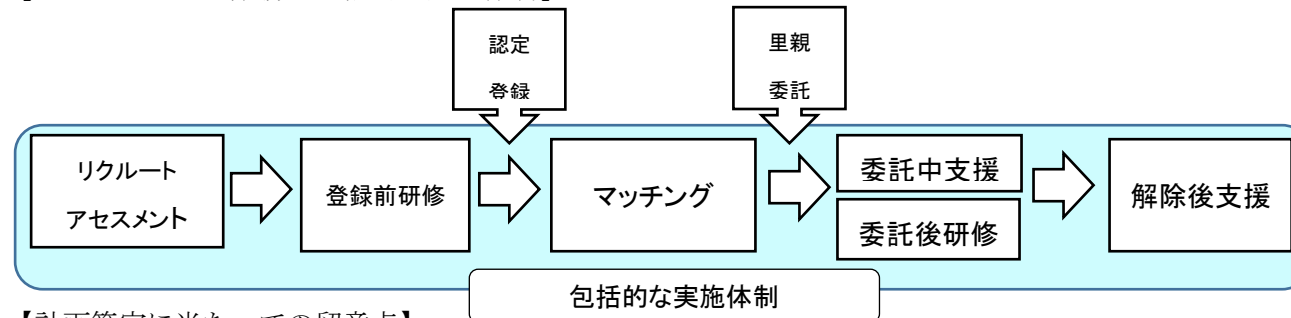 認定
登録
里親
委託
リクルート
アセスメント
登録前研修
マッチング
委託中支援
委託後研修
解除後支援
包括的な実施体制